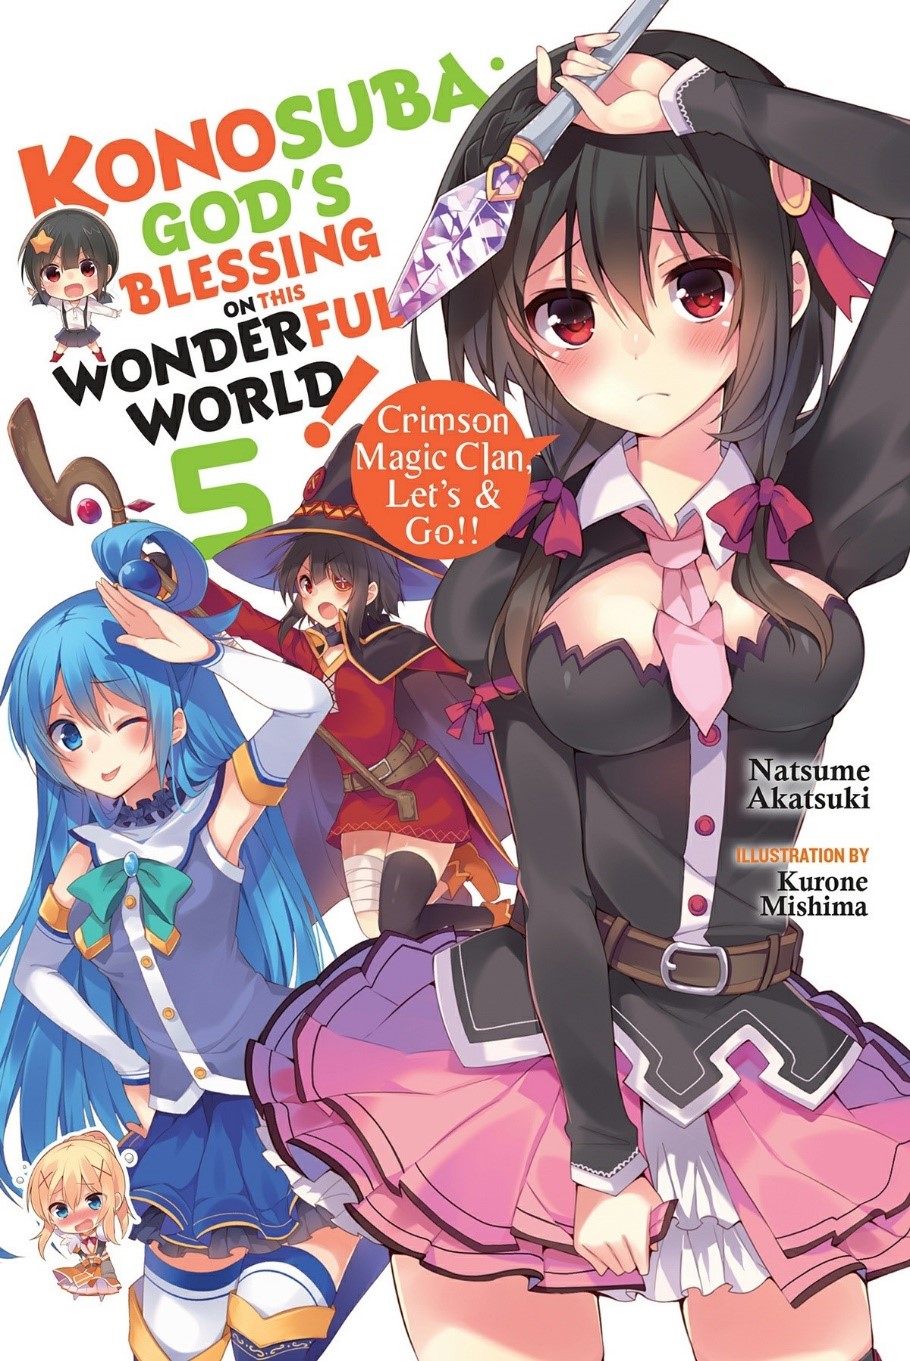 KONOSUBA:
GOD'S
BLESSING
ON THIS
WONDERFUL
WORLD!
5
Crimson
Magic Clan,
Let's &
Go!!
Natsume
Akatsuki
ILLUSTRATION BY
Kurone
Mishima